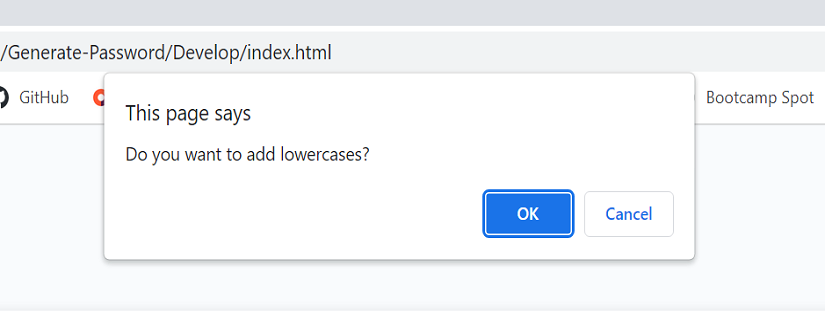 /Generate-Password/Develop/index.html
GitHub
Bootcamp Spot
This page says
Do you want to add lowercases?
OK
Cancel